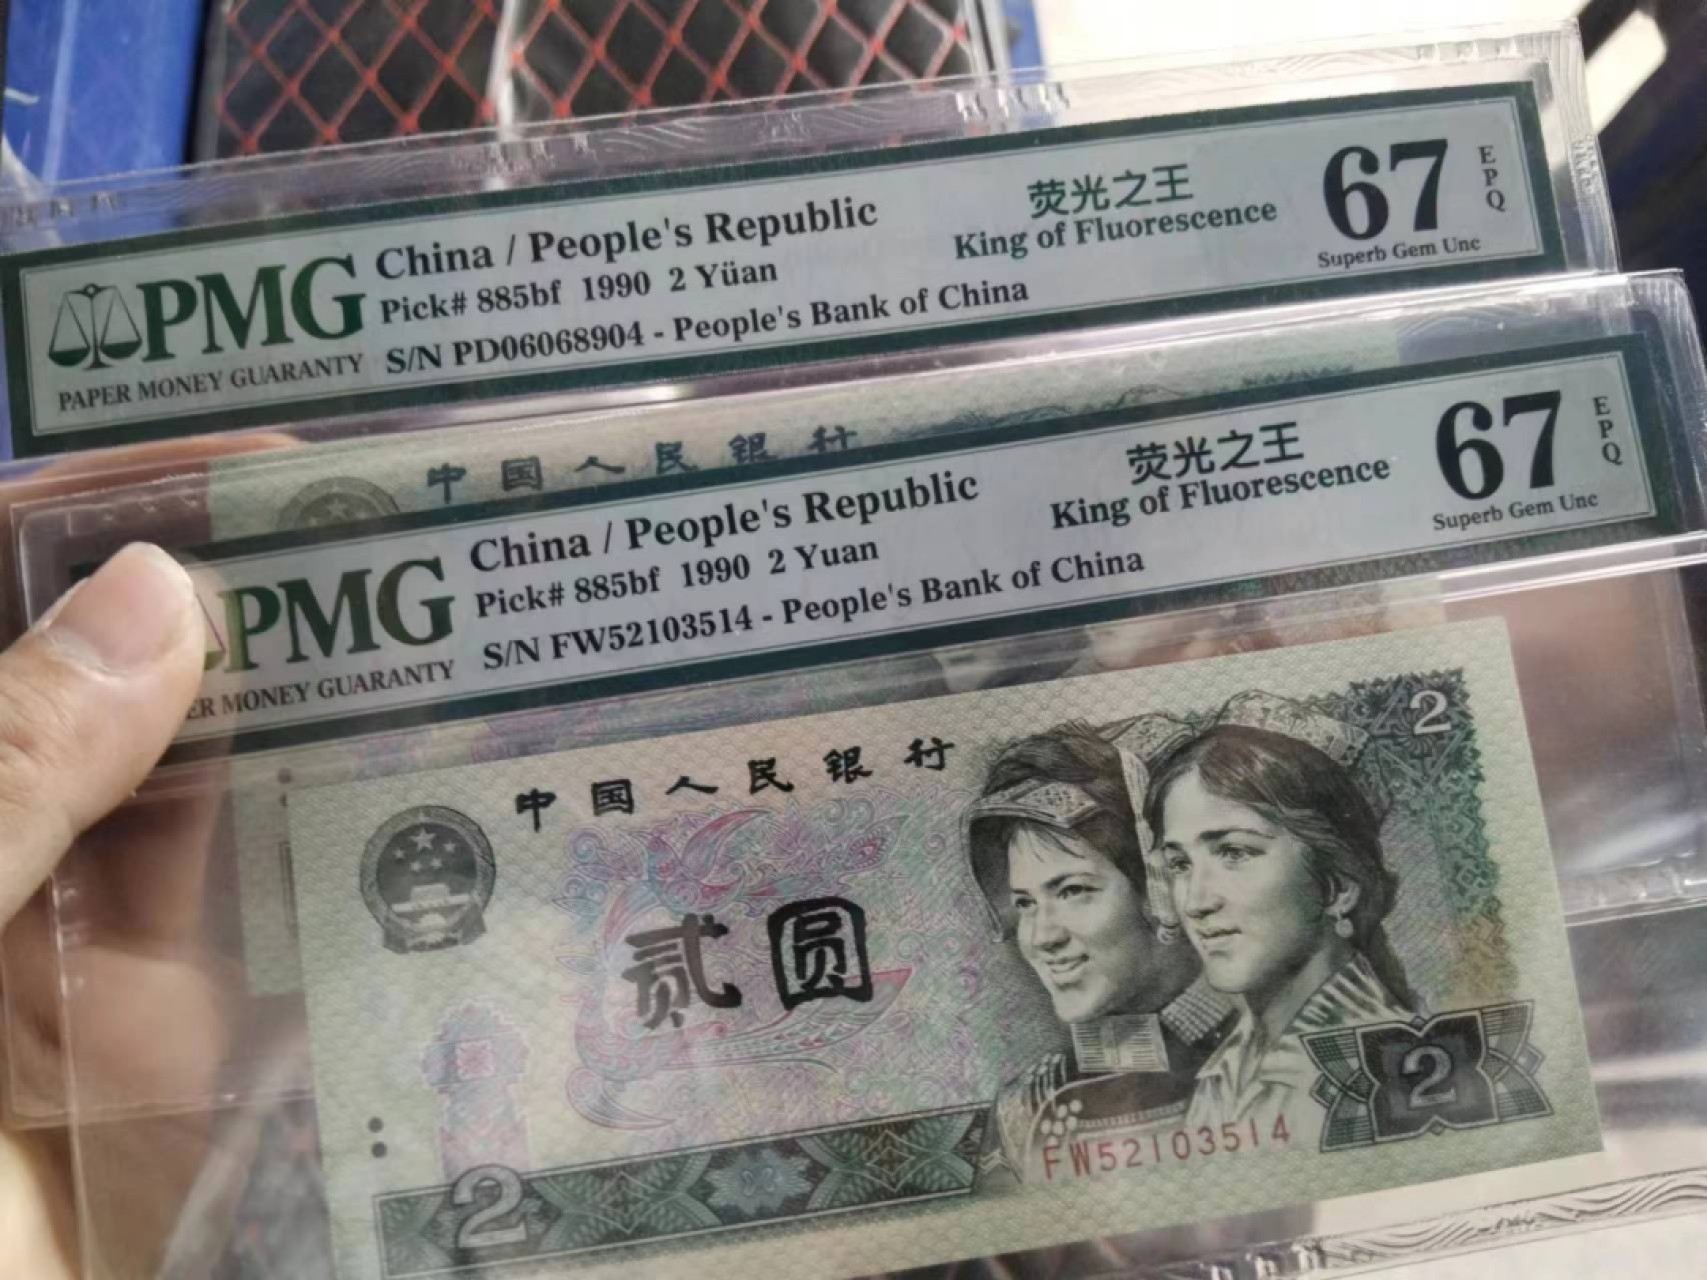 PMG
PAPER MONEY GUARANTY
China / People's Republic
Pick# 885bf 1990 2 Yüan
S/N PD06068904 - People's Bank of China
荧光之王
King of Fluorescence
67
EPQ
Superb Gem Unc
中国人民银行
PMG
ER MONEY GUARANTY
China / People's Republic
Pick# 885bf 1990 2 Yuan
S/N FW52103514 - People's Bank of China
荧光之王
King of Fluorescence
67
EPQ
Superb Gem Unc
中国人民银行
2
贰圆
2
FW52103514
2